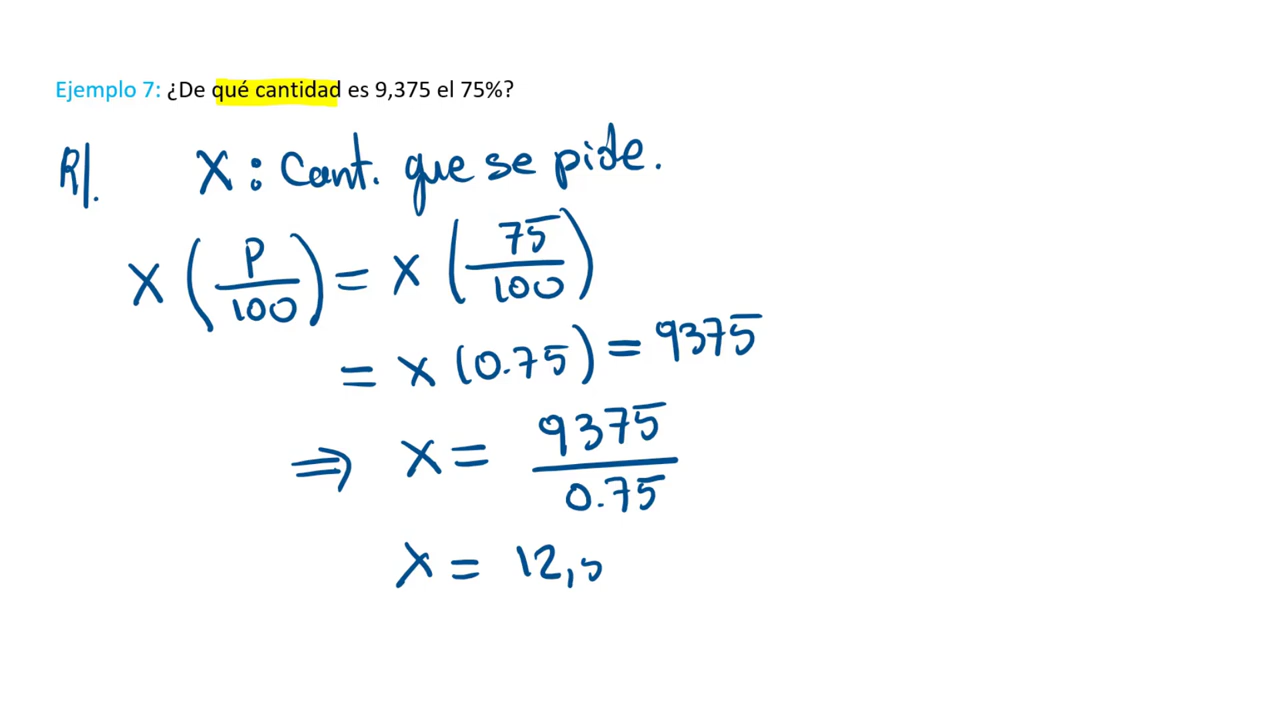 Ejemplo 7: ¿De qué cantidad es 9,375 el 75%?
R/. X : Cant. que se pide.
X (P/100) = X (75/100)
= X (0.75) = 9375
⇒ X = 9375/0.75
X = 12,